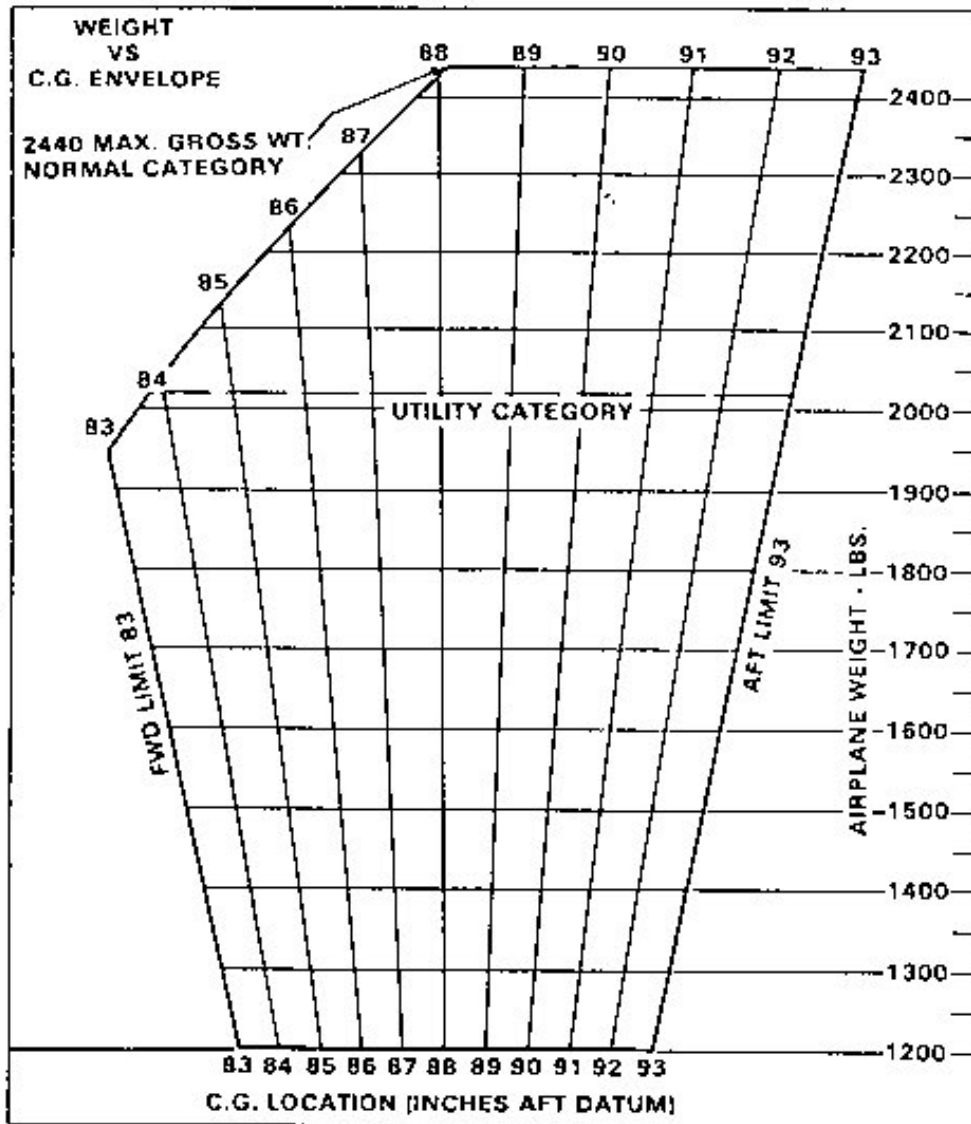 WEIGHT
VS
C.G. ENVELOPE
88 89 90 91 92 93
2440 MAX. GROSS WT.
NORMAL CATEGORY
87
86
85
84
83
UTILITY CATEGORY
2400
2300
2200
2100
2000
1900
1800
1700
1600
1500
1400
1300
1200
FWD LIMIT 83
AFT LIMIT 93
AIRPLANE WEIGHT - LBS.
83 84 85 86 87 88 89 90 91 92 93
C.G. LOCATION (INCHES AFT DATUM)